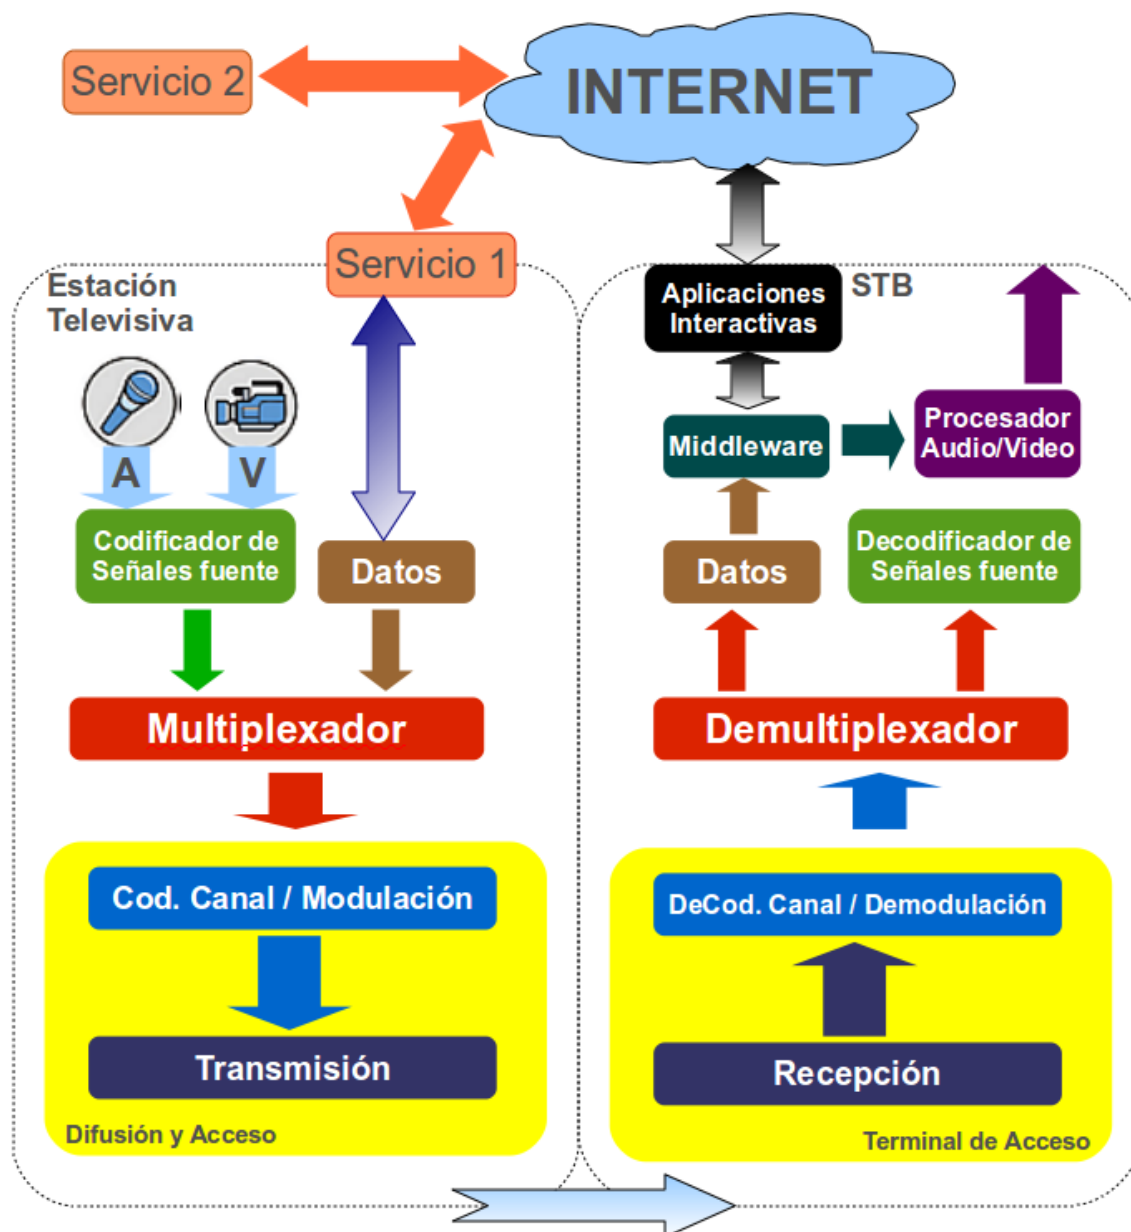 Servicio 2
INTERNET
Servicio 1
Estación
Televisiva
A
V
Codificador de
Señales fuente
Datos
Multiplexador
Cod. Canal / Modulación
Transmisión
Difusión y Acceso
STB
Aplicaciones
Interactivas
Middleware
Procesador
Audio/Video
Datos
Decodificador de
Señales fuente
Demultiplexador
DeCod. Canal / Demodulación
Recepción
Terminal de Acceso